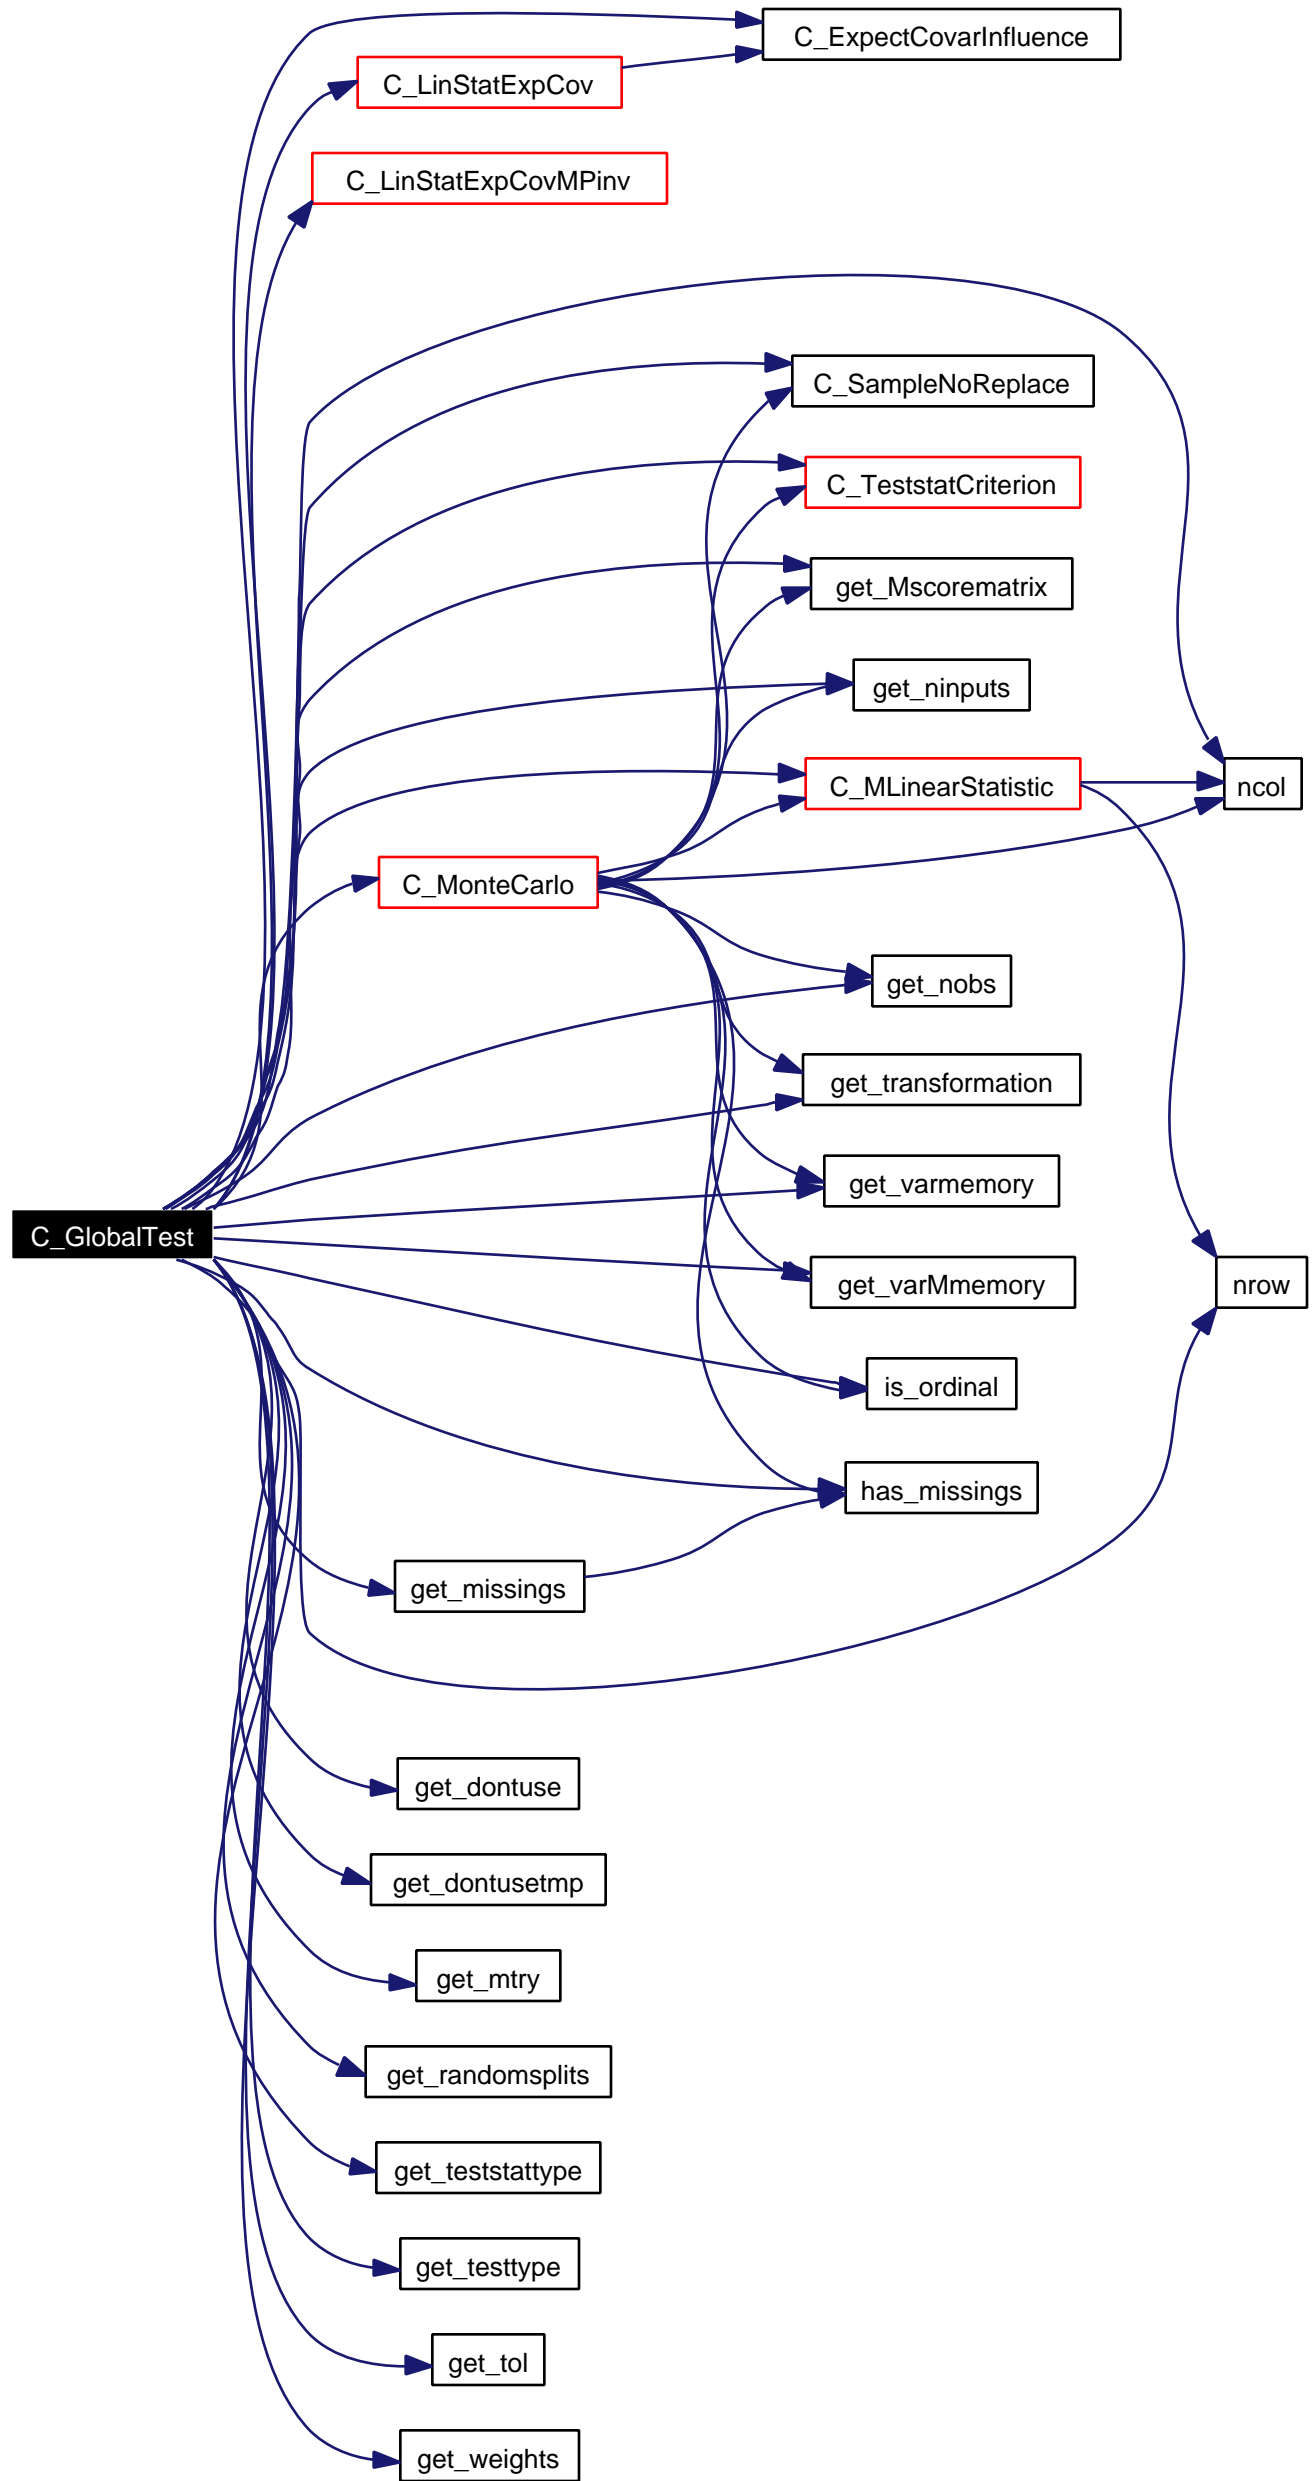 C_ExpectCovarInfluence
C_LinStatExpCov
C_LinStatExpCovMPinv
C_SampleNoReplace
C_TeststatCriterion
get_Mscorematrix
get_ninputs
C_MLinearStatistic
ncol
C_MonteCarlo
get_nobs
get_transformation
get_varmemory
C_GlobalTest
get_varMmemory
nrow
is_ordinal
has_missings
get_missings
get_dontuse
get_dontusetmp
get_mtry
get_randomsplits
get_teststattype
get_testtype
get_tol
get_weights